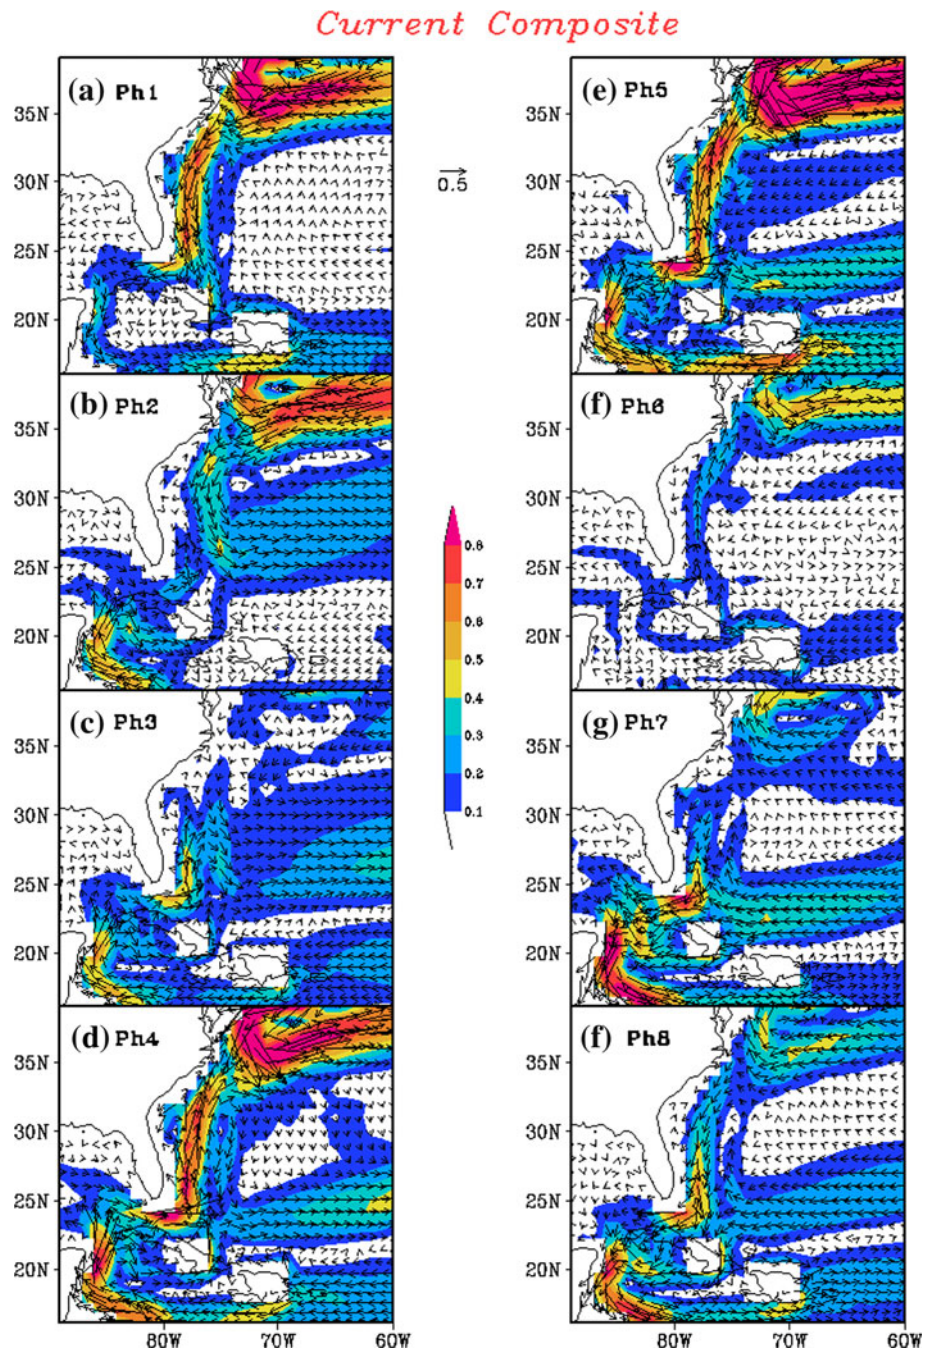 Current Composite
(a) Ph1
35N
30N
25N
20N
(b) Ph2
35N
30N
25N
20N
(c) Ph3
35N
30N
25N
20N
(d) Ph4
35N
30N
25N
20N
80W 70W 60W
0.5
0.8
0.7
0.6
0.5
0.4
0.3
0.2
0.1
(e) Ph5
35N
30N
25N
20N
(f) Ph6
35N
30N
25N
20N
(g) Ph7
35N
30N
25N
20N
(f) Ph8
35N
30N
25N
20N
80W 70W 60W